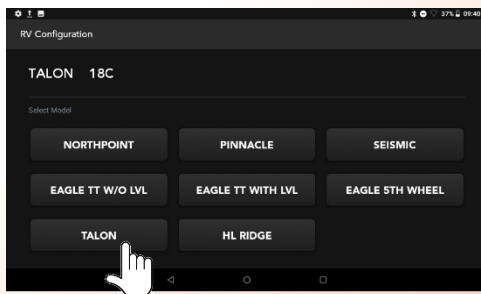 37% 09:40
RV Configuration
TALON 18C
Select Model
NORTHPOINT PINNACLE SEISMIC
EAGLE TT W/O LVL EAGLE TT WITH LVL EAGLE 5TH WHEEL
TALON HL RIDGE